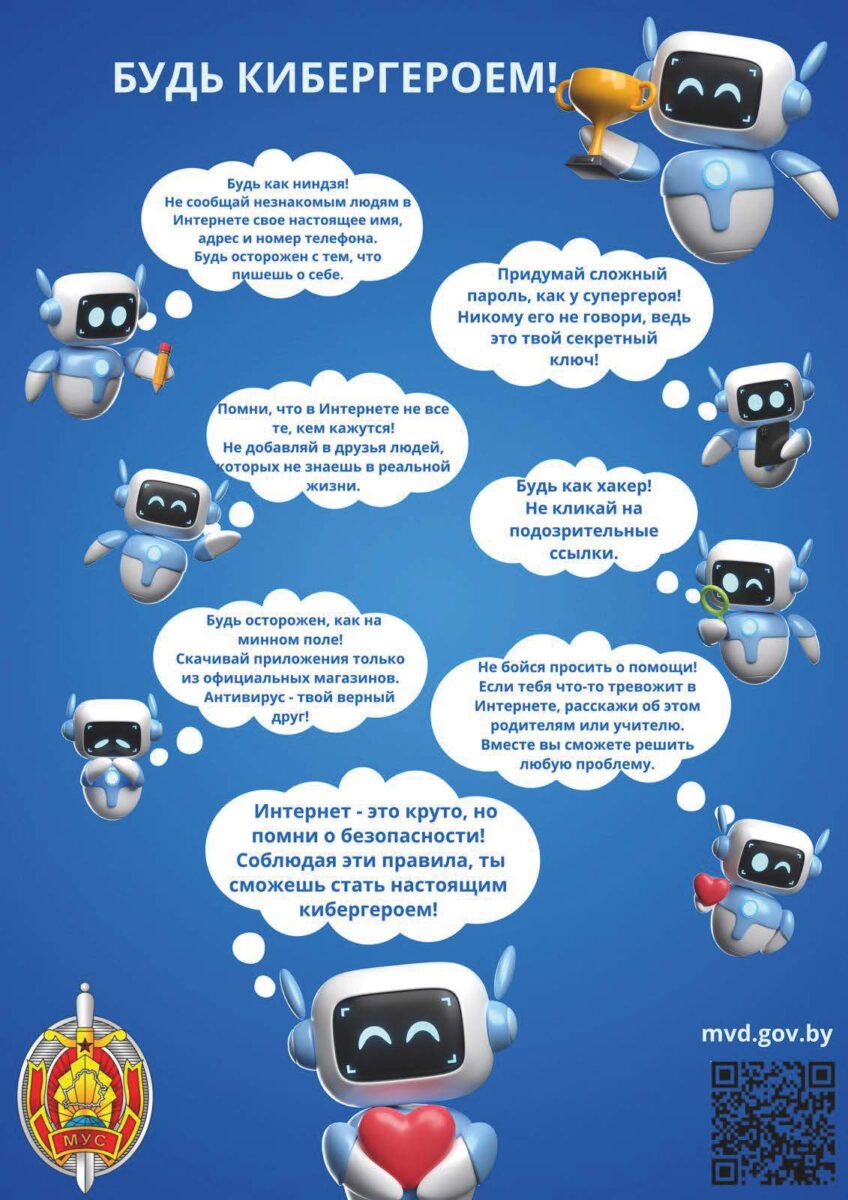 БУДЬ КИБЕРГЕРОЕМ!
Будь как ниндзя!
Не сообщай незнакомым людям в
Интернете свое настоящее имя,
адрес и номер телефона.
Будь осторожен с тем, что
пишешь о себе.
Придумай сложный
пароль, как у супергероя!
Никому его не говори, ведь
это твой секретный
ключ!
Помни, что в Интернете не все
те, кем кажутся!
Не добавляй в друзья людей,
которых не знаешь в реальной
жизни.
Будь как хакер!
Не кликай на
подозрительные
ссылки.
Будь осторожен, как на
минном поле!
Скачивай приложения только
из официальных магазинов.
Антивирус - твой верный
друг!
Не бойся просить о помощи!
Если тебя что-то тревожит в
Интернете, расскажи об этом
родителям или учителю.
Вместе вы сможете решить
любую проблему.
Интернет - это круто, но
помни о безопасности!
Соблюдая эти правила, ты
сможешь стать настоящим
кибергероем!
МУС
mvd.gov.by